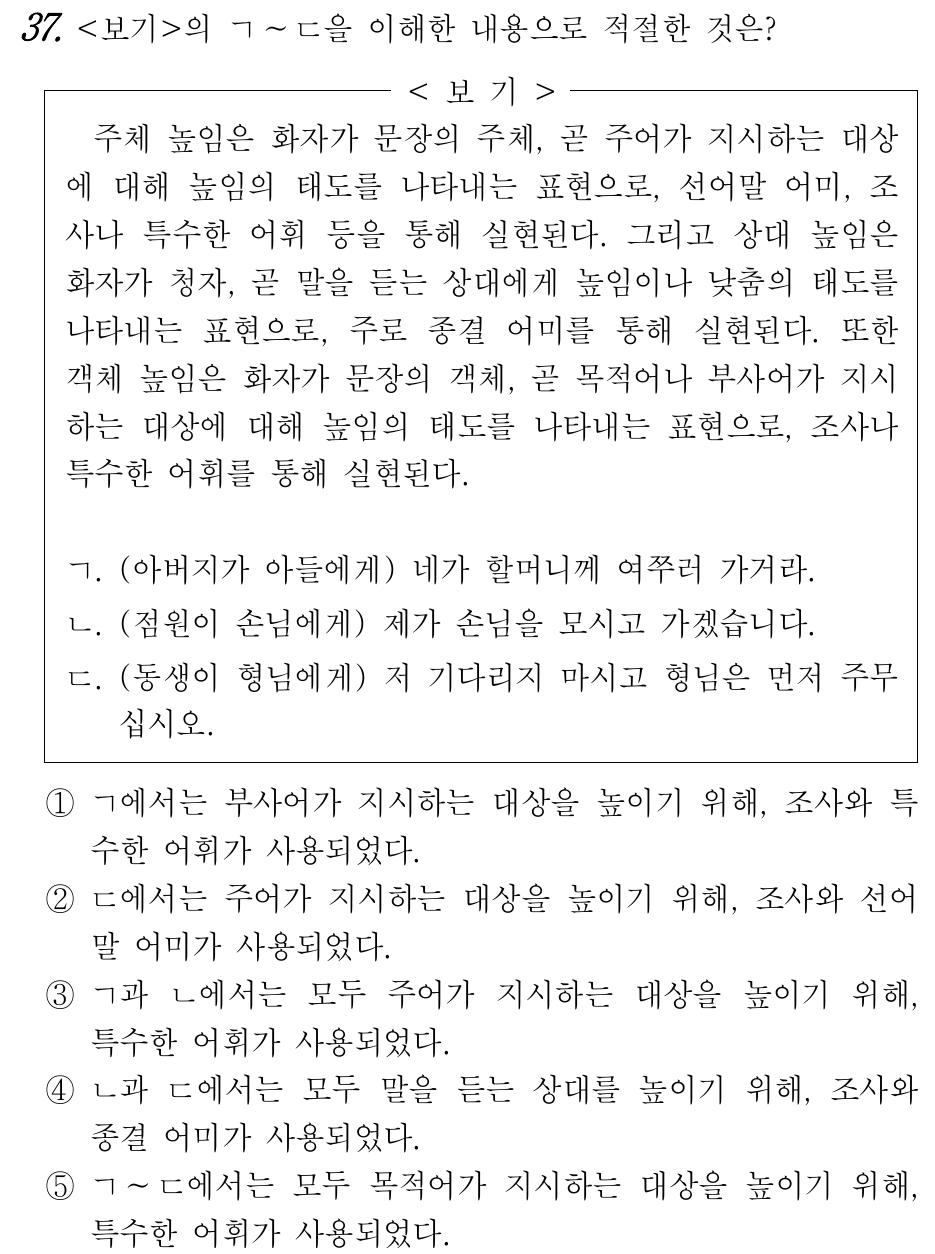 37. <보기>의 ㄱ~ㄷ을 이해한 내용으로 적절한 것은?
< 보 기 >
주체 높임은 화자가 문장의 주체, 곧 주어가 지시하는 대상
에 대해 높임의 태도를 나타내는 표현으로, 선어말 어미, 조
사나 특수한 어휘 등을 통해 실현된다. 그리고 상대 높임은
화자가 청자, 곧 말을 듣는 상대에게 높임이나 낮춤의 태도를
나타내는 표현으로, 주로 종결 어미를 통해 실현된다. 또한
객체 높임은 화자가 문장의 객체, 곧 목적어나 부사어가 지시
하는 대상에 대해 높임의 태도를 나타내는 표현으로, 조사나
특수한 어휘를 통해 실현된다.
ㄱ. (아버지가 아들에게) 네가 할머니께 여쭈러 가거라.
ㄴ. (점원이 손님에게) 제가 손님을 모시고 가겠습니다.
ㄷ. (동생이 형님에게) 저 기다리지 마시고 형님은 먼저 주무
십시오.
① ㄱ에서는 부사어가 지시하는 대상을 높이기 위해, 조사와 특
수한 어휘가 사용되었다.
② ㄷ에서는 주어가 지시하는 대상을 높이기 위해, 조사와 선어
말 어미가 사용되었다.
③ ㄱ과 ㄴ에서는 모두 주어가 지시하는 대상을 높이기 위해,
특수한 어휘가 사용되었다.
④ ㄴ과 ㄷ에서는 모두 말을 듣는 상대를 높이기 위해, 조사와
종결 어미가 사용되었다.
⑤ ㄱ~ㄷ에서는 모두 목적어가 지시하는 대상을 높이기 위해,
특수한 어휘가 사용되었다.